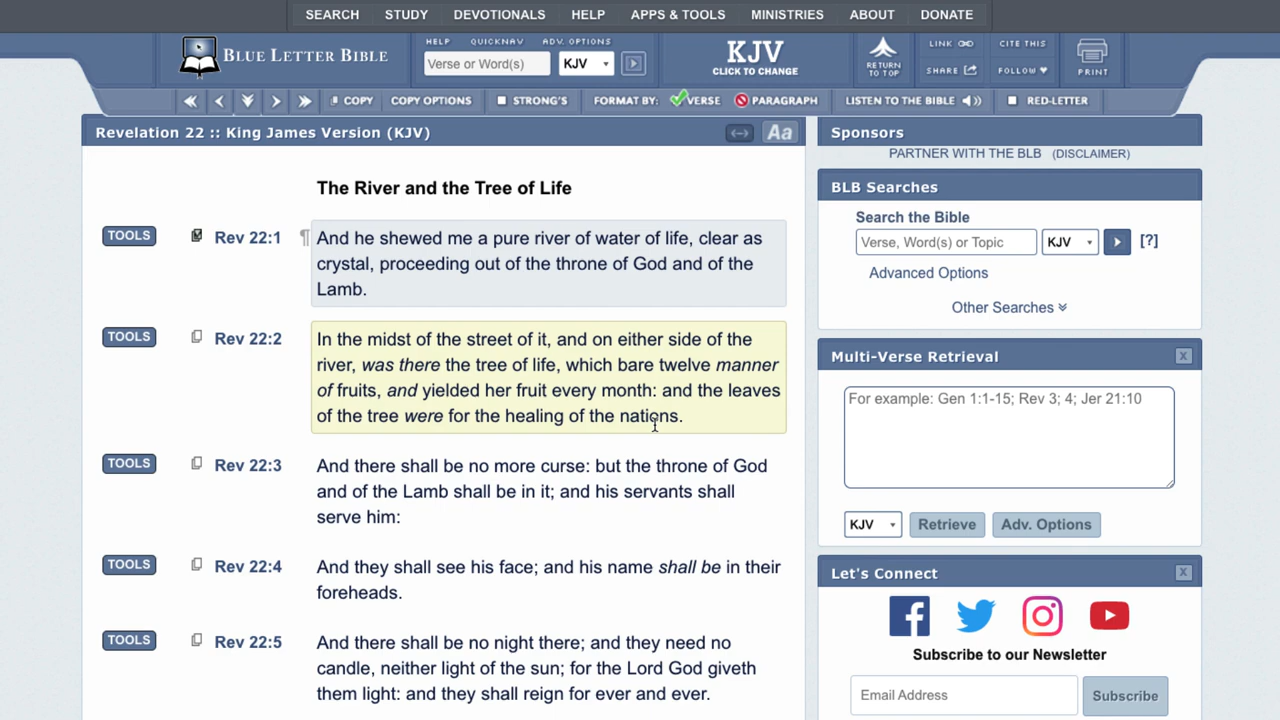 SEARCH STUDY DEVOTIONALS HELP APPS & TOOLS MINISTRIES ABOUT DONATE
BLUE LETTER BIBLE
HELP QUICKNAV ADV. OPTIONS
Verse or Word(s) KJV
KJV
CLICK TO CHANGE
RETURN
TO TOP
LINK
SHARE
CITE THIS
FOLLOW
PRINT
COPY COPY OPTIONS STRONG'S FORMAT BY: VERSE PARAGRAPH LISTEN TO THE BIBLE RED-LETTER
Revelation 22 :: King James Version (KJV)
Aa
The River and the Tree of Life
TOOLS Rev 22:1 ¶ And he shewed me a pure river of water of life, clear as
crystal, proceeding out of the throne of God and of the
Lamb.
TOOLS Rev 22:2 In the midst of the street of it, and on either side of the
river, was there the tree of life, which bare twelve manner
of fruits, and yielded her fruit every month: and the leaves
of the tree were for the healing of the nations.
TOOLS Rev 22:3 And there shall be no more curse: but the throne of God
and of the Lamb shall be in it; and his servants shall
serve him:
TOOLS Rev 22:4 And they shall see his face; and his name shall be in their
foreheads.
TOOLS Rev 22:5 And there shall be no night there; and they need no
candle, neither light of the sun; for the Lord God giveth
them light: and they shall reign for ever and ever.
Sponsors
PARTNER WITH THE BLB (DISCLAIMER)
BLB Searches
Search the Bible
Verse, Word(s) or Topic KJV [?]
Advanced Options
Other Searches
Multi-Verse Retrieval X
For example: Gen 1:1-15; Rev 3; 4; Jer 21:10
KJV Retrieve Adv. Options
Let's Connect X
Subscribe to our Newsletter
Email Address Subscribe